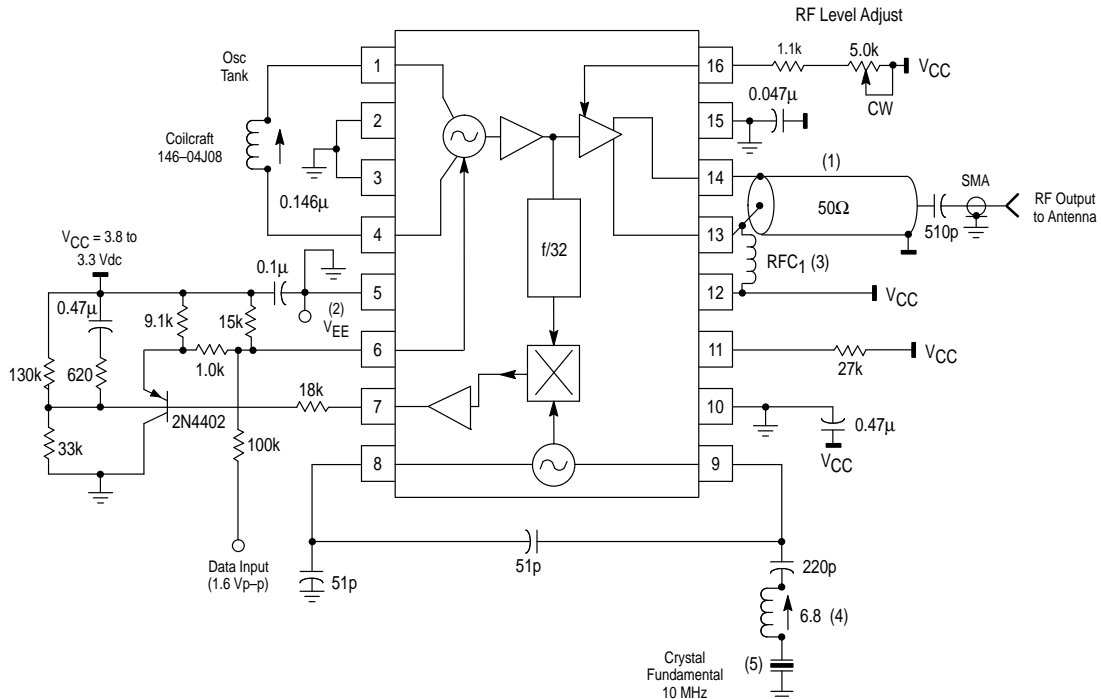 RF Level Adjust
Osc
Tank
1
16
1.1k
5.0k
VCC
CW
2
15
0.047µ
Coilcraft
146–04J08
3
14
(1)
SMA
0.146µ
50Ω
RF Output
to Antenna
4
13
510p
f/32
VCC = 3.8 to
3.3 Vdc
RFC1 (3)
0.1µ
5
12
VCC
(2)
VEE
0.47µ
9.1k
15k
6
11
VCC
27k
1.0k
130k
620
18k
7
10
2N4402
0.47µ
VCC
33k
100k
8
9
51p
220p
Data Input
(1.6 Vp–p)
51p
6.8 (4)
Crystal
Fundamental
10 MHz
(5)